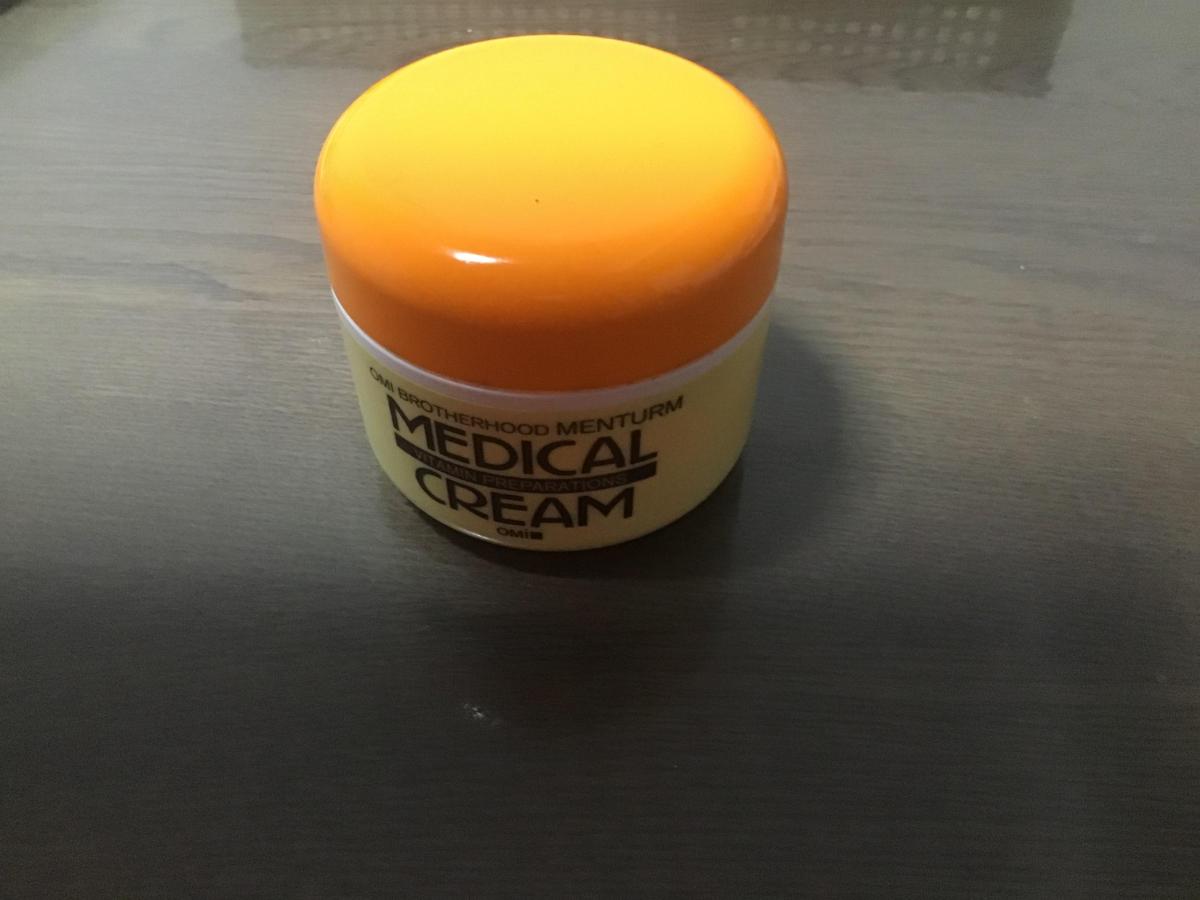 OMI BROTHERHOOD MENTURM
MEDICAL
VITAMIN PREPARATIONS
CREAM
OMI